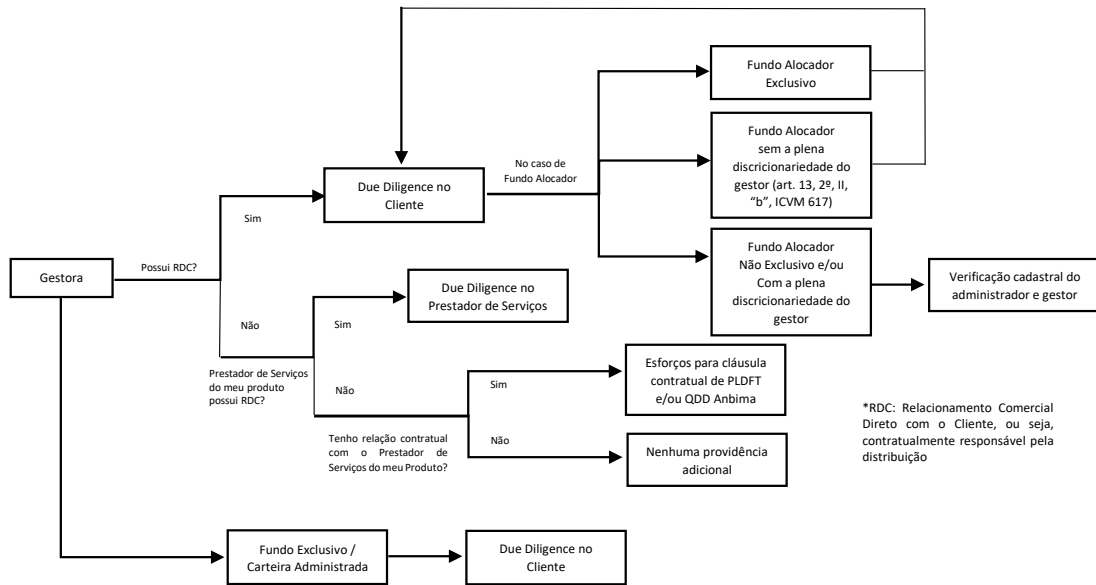 Fundo Alocador
Exclusivo
Fundo Alocador
sem a plena
discricionariedade do
gestor (art. 13, 2º, II,
“b”, ICVM 617)
No caso de
Fundo Alocador
Due Diligence no
Cliente
Sim
Fundo Alocador
Não Exclusivo e/ou
Com a plena
discricionariedade do
gestor
Verificação cadastral do
administrador e gestor
Gestora
Possui RDC?
Due Diligence no
Prestador de Serviços
Não
Sim
Prestador de Serviços
do meu produto
possui RDC?
Não
Sim
Esforços para cláusula
contratual de PLDFT
e/ou QDD Anbima
*RDC: Relacionamento Comercial
Direto com o Cliente, ou seja,
contratualmente responsável pela
distribuição
Tenho relação contratual
com o Prestador de
Serviços do meu Produto?
Não
Nenhuma providência
adicional
Fundo Exclusivo /
Carteira Administrada
Due Diligence no
Cliente